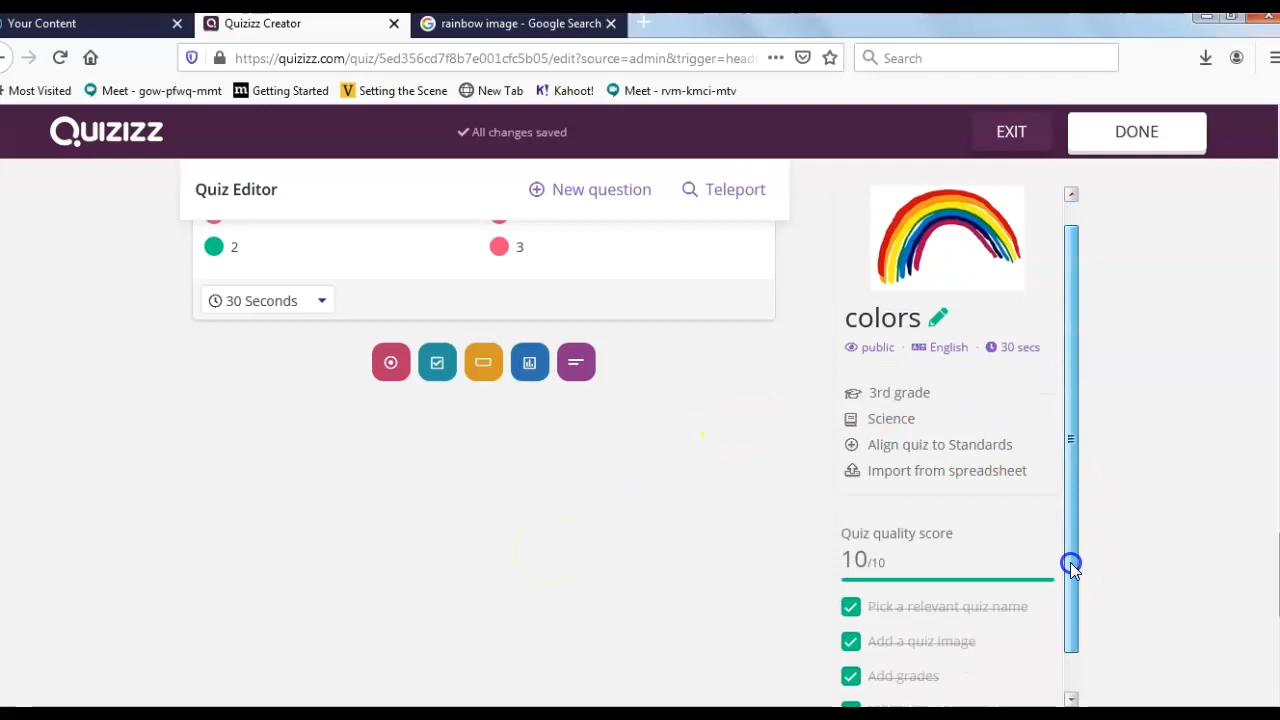 Your Content
Quizizz Creator
rainbow image - Google Search
https://quizizz.com/quiz/5ed356cd7f8b7e001cfc5b05/edit?source=admin&trigger=head
Search
Most Visited
Meet - gow-pfwq-mmt
Getting Started
Setting the Scene
New Tab
Kahoot!
Meet - rvm-kmci-mtv
Quizizz
All changes saved
EXIT
DONE
Quiz Editor
New question
Teleport
2
3
30 Seconds
colors
public · English · 30 secs
3rd grade
Science
Align quiz to Standards
Import from spreadsheet
Quiz quality score
10/10
Pick a relevant quiz name
Add a quiz image
Add grades